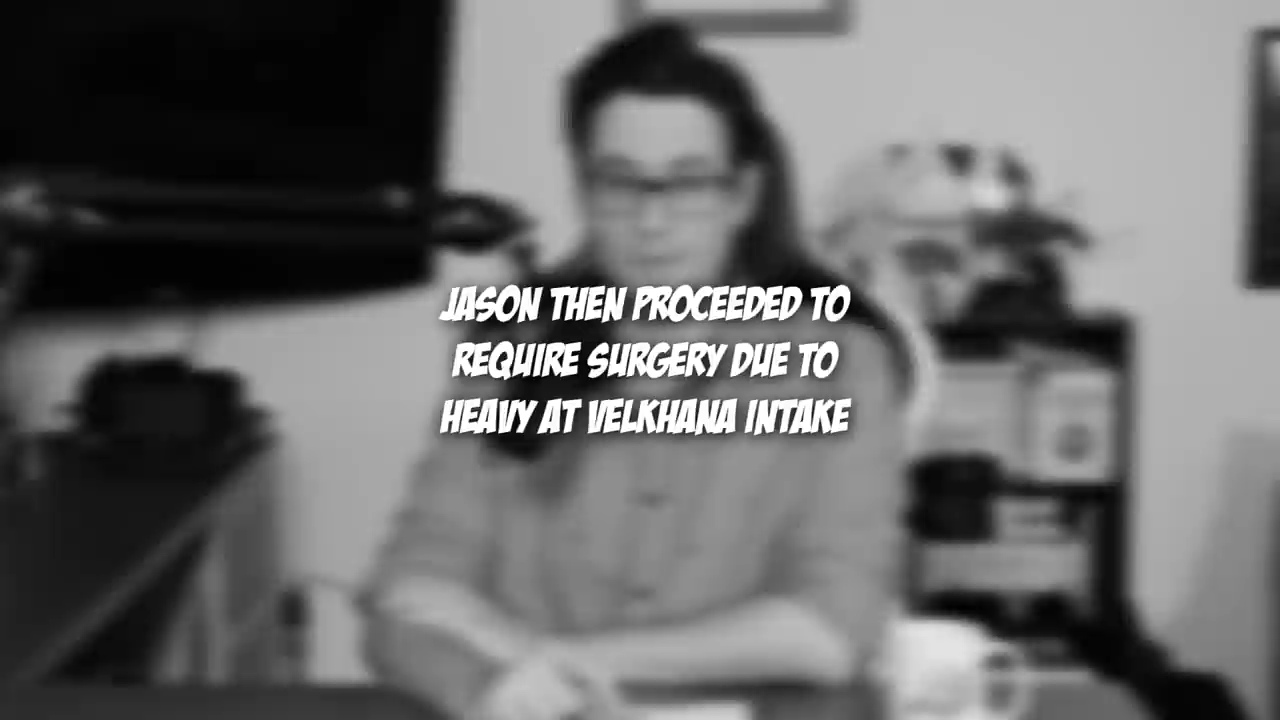 JASON THEN PROCEEDED TO
REQUIRE SURGERY DUE TO
HEAVY AT VELKHANA INTAKE